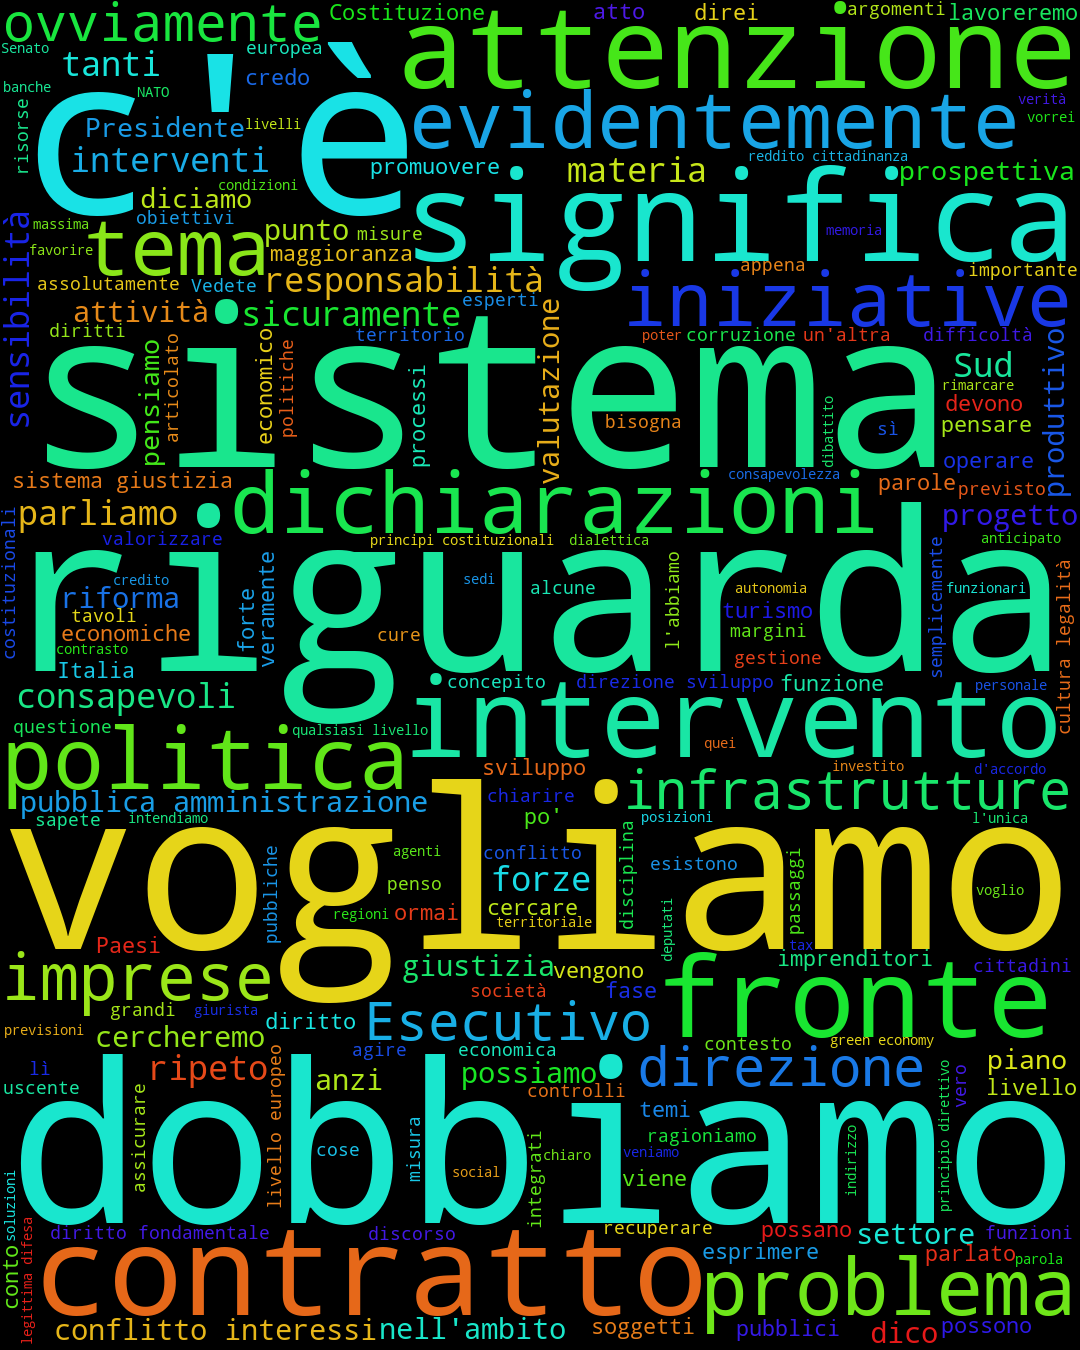 ovviamente
Costituzione
atto
direi
argomenti
lavoreremo
Senato
europea
tanti
credo
attenzione
banche
NATO
c'è
Presidente
livelli
evidentemente
verità
vorrei
risorse
interventi
promuovere
materia
reddito cittadinanza
prospettiva
condizioni
diciamo
obiettivi
significa
memoria
massima
tema
punto
misure
favorire
maggioranza
appena
importante
sensibilità
assolutamente
Vedete
responsabilità
esperti
iniziative
attività
sicuramente
diritti
territorio
poter
corruzione
un'altra
difficoltà
pensiamo
articolato
economico
politiche
processi
valutazione
sistema
Sud
rimarcare
devono
pensare
produttivo
bisogna
dibattito
sì
operare
sistema giustizia
consapevolezza
parole
previsto
parliamo
dichiarazioni
progetto
costituzionali
valorizzare
principi costituzionali
dialettica
anticipato
credito
riforma
tavoli
economiche
contrasto
Italia
forte
veramente
sedi
alcune
cure
l'abbiamo
autonomia
turismo
margini
gestione
semplicemente
funzionari
cultura legalità
riguarda
consapevoli
concepito
direzione sviluppo
funzione
personale
questione
qualsiasi livello
politica
intervento
quei
sviluppo
investito
d'accordo
pubblica amministrazione
chiarire
infrastrutture
sapete
intendiamo
po'
posizioni
l'unica
vogliamo
pubbliche
agenti
conflitto
disciplina
esistono
passaggi
penso
forze
voglio
regioni
ormai
cercare
territoriale
deputati
tax
Paesi
imprese
giustizia
vengono
imprenditori
cittadini
società
fase
fronte
grandi
giurista
previsioni
diritto
Esecutivo
cercheremo
contesto
green economy
lì
agire
economica
ripeto
anzi
possiamo
controlli
direzione
piano
livello
uscente
vero
principio direttivo
assicurare
livello europeo
temi
ragioniamo
cose
misura
social
integrati
chiaro
veniamo
viene
indirizzo
dobbiamo
soluzioni
conto
legittima difesa
diritto fondamentale
discorso
recuperare
possano
settore
funzioni
contratto
esprimere
parlato
parola
problema
conflitto interessi
nell'ambito
soggetti
pubblici
dico
possono